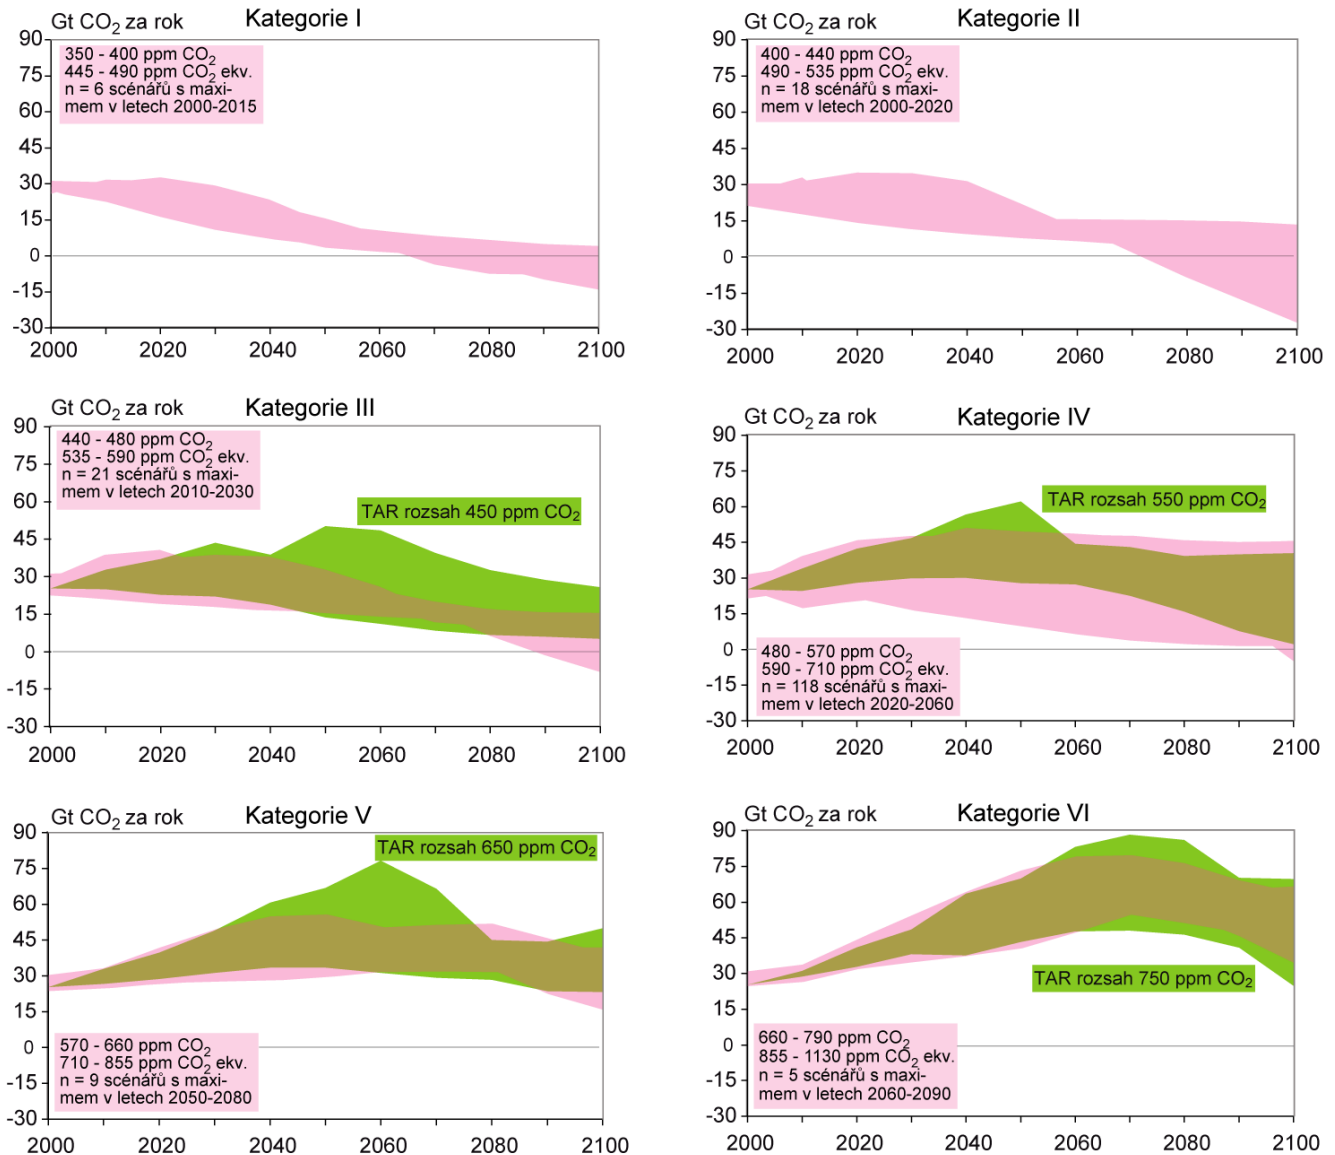 Gt CO₂ za rok
Kategorie I
350 - 400 ppm CO₂
445 - 490 ppm CO₂ ekv.
n = 6 scénářů s maxi-
mem v letech 2000-2015
90
75
60
45
30
15
0
-15
-30
2000 2020 2040 2060 2080 2100
Gt CO₂ za rok
Kategorie II
400 - 440 ppm CO₂
490 - 535 ppm CO₂ ekv.
n = 18 scénářů s maxi-
mem v letech 2000-2020
90
75
60
45
30
15
0
-15
-30
2000 2020 2040 2060 2080 2100
Gt CO₂ za rok
Kategorie III
440 - 480 ppm CO₂
535 - 590 ppm CO₂ ekv.
n = 21 scénářů s maxi-
mem v letech 2010-2030
TAR rozsah 450 ppm CO₂
90
75
60
45
30
15
0
-15
-30
2000 2020 2040 2060 2080 2100
Gt CO₂ za rok
Kategorie IV
TAR rozsah 550 ppm CO₂
480 - 570 ppm CO₂
590 - 710 ppm CO₂ ekv.
n = 118 scénářů s maxi-
mem v letech 2020-2060
90
75
60
45
30
15
0
-15
-30
2000 2020 2040 2060 2080 2100
Gt CO₂ za rok
Kategorie V
TAR rozsah 650 ppm CO₂
570 - 660 ppm CO₂
710 - 855 ppm CO₂ ekv.
n = 9 scénářů s maxi-
mem v letech 2050-2080
90
75
60
45
30
15
0
-15
-30
2000 2020 2040 2060 2080 2100
Gt CO₂ za rok
Kategorie VI
TAR rozsah 750 ppm CO₂
660 - 790 ppm CO₂
855 - 1130 ppm CO₂ ekv.
n = 5 scénářů s maxi-
mem v letech 2060-2090
90
75
60
45
30
15
0
-15
-30
2000 2020 2040 2060 2080 2100